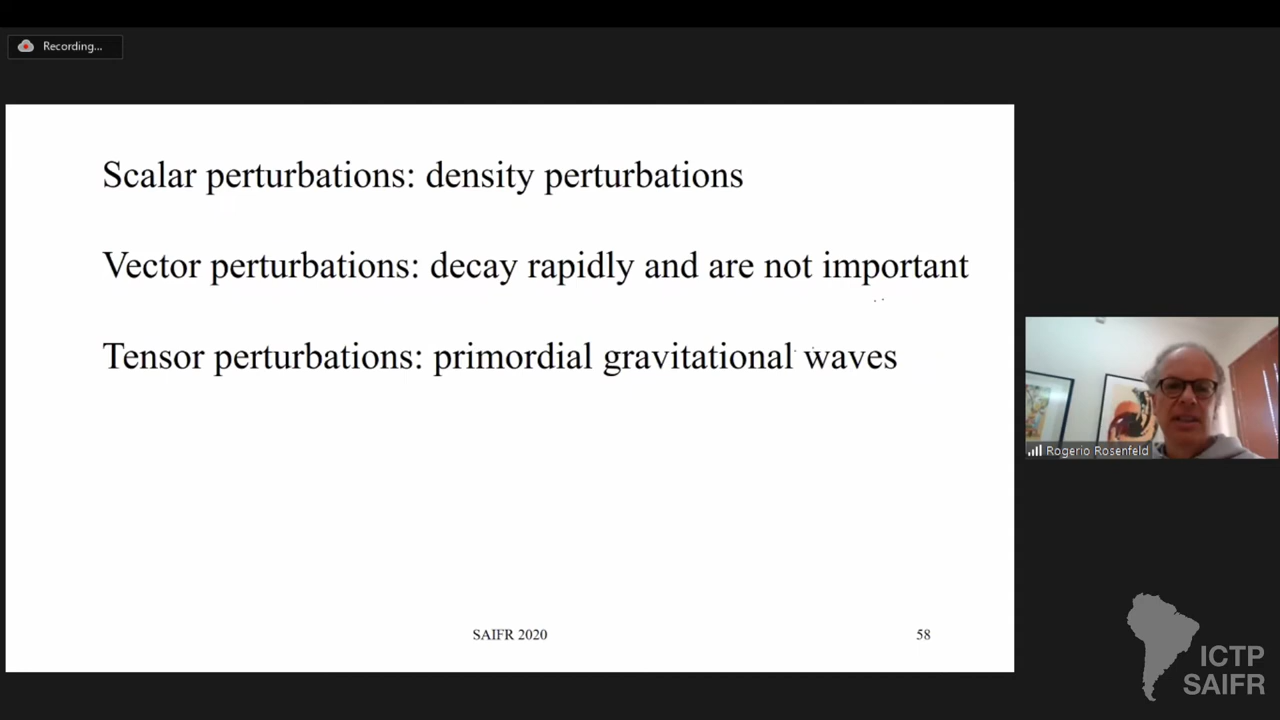 Recording...
Scalar perturbations: density perturbations
Vector perturbations: decay rapidly and are not important
Tensor perturbations: primordial gravitational waves
Rogerio Rosenfeld
SAIFR 2020
58
ICTP
SAIFR